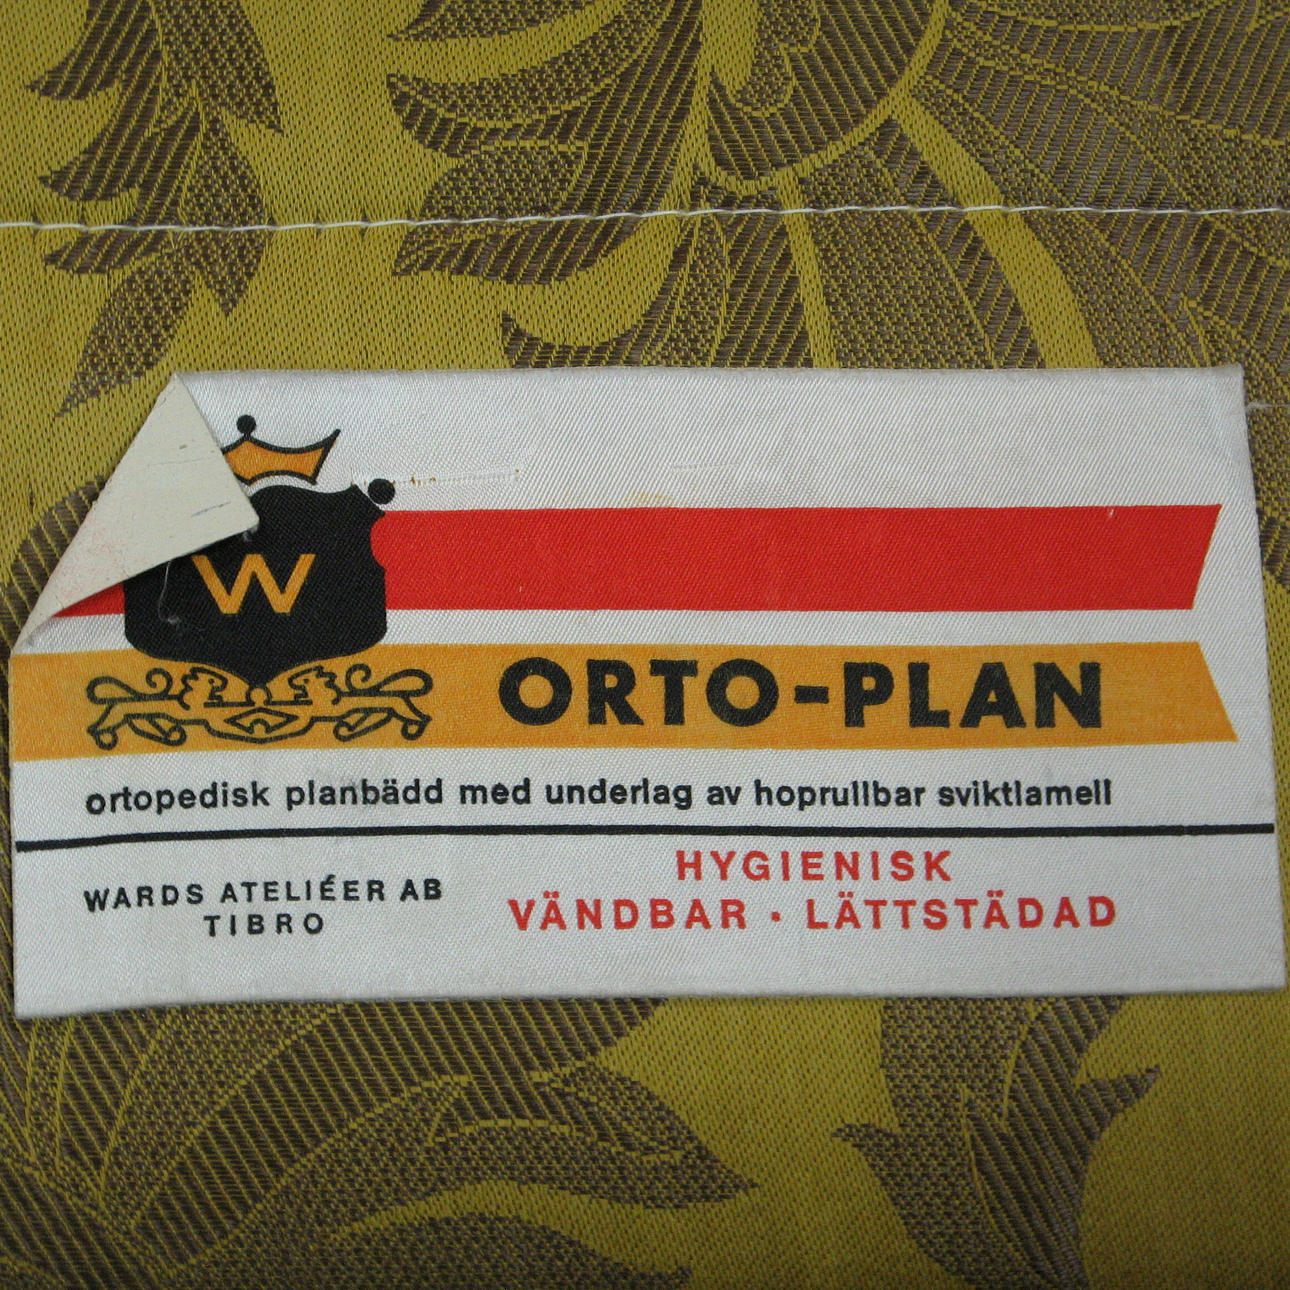 W
ORTO-PLAN
ortopedisk planbädd med underlag av hoprullbar sviktlamell
WARDS ATELIÉER AB
TIBRO
HYGIENISK
VÄNDBAR · LÄTTSTÄDAD